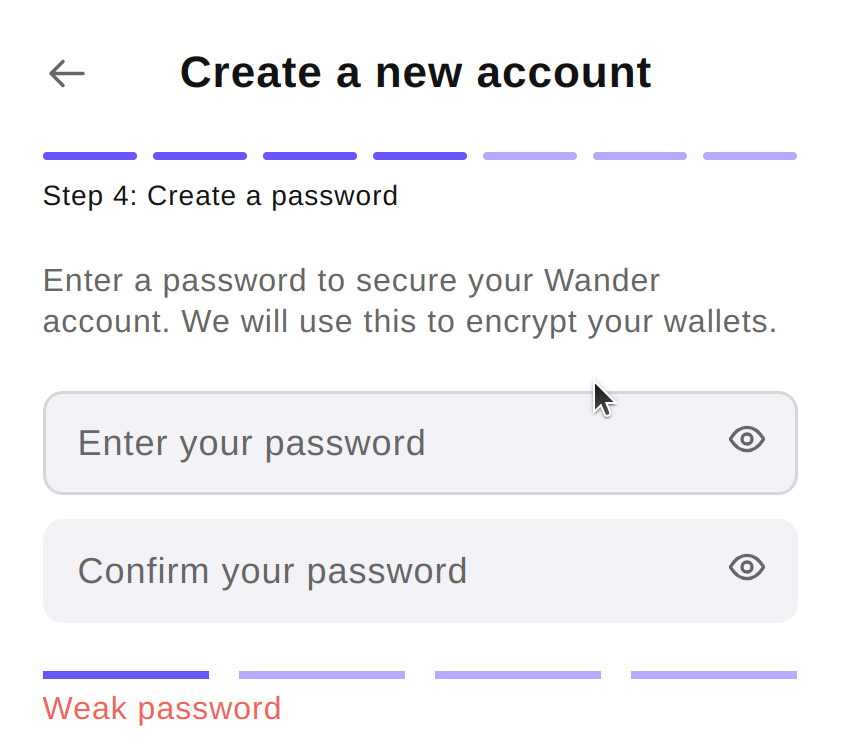 Create a new account
Step 4: Create a password
Enter a password to secure your Wander
account. We will use this to encrypt your wallets.
Enter your password
Confirm your password
Weak password